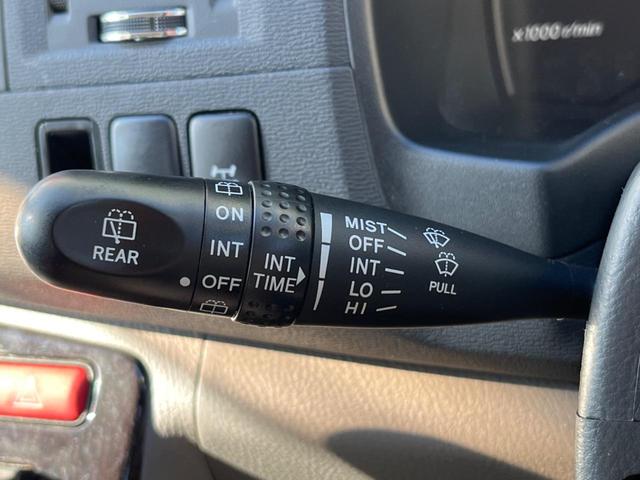 x1000 r/min
REAR
ON
INT
OFF
INT
TIME
MIST
OFF
INT
LO
HI
PULL